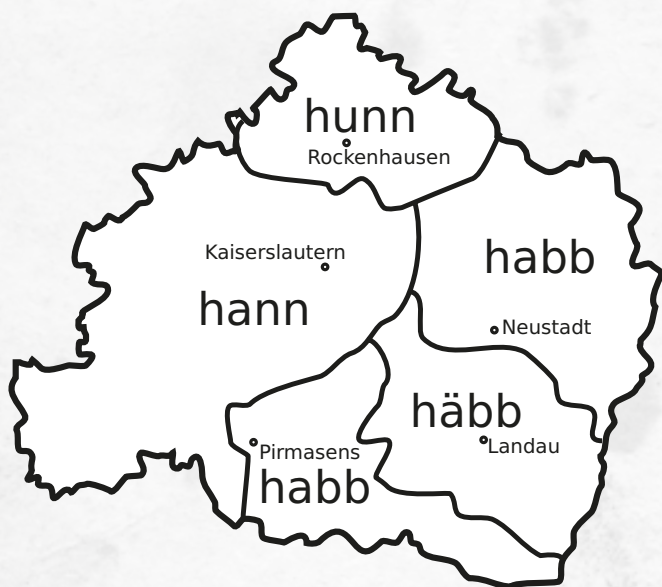 hunn
Rockenhausen
Kaiserslautern
habb
hann
Neustadt
häbb
Landau
Pirmasens
habb